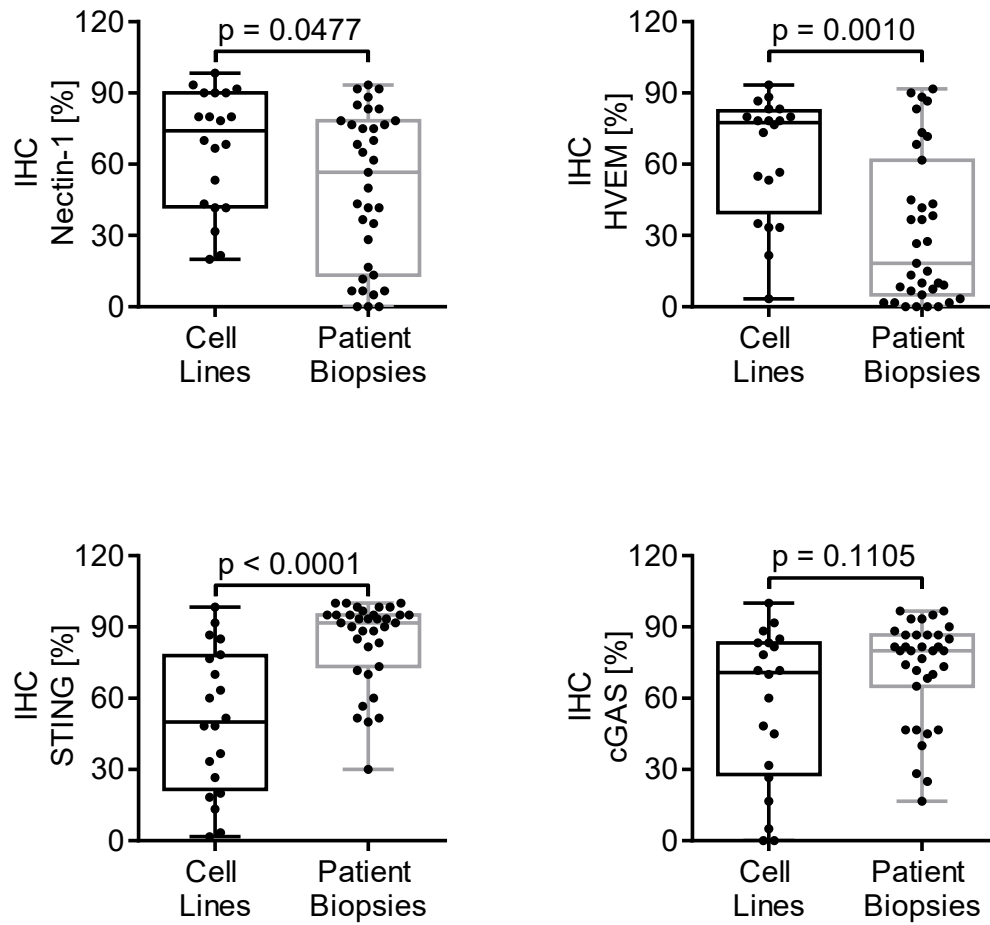 IHC
Nectin-1 [%]
120
90
60
30
0
p = 0.0477
Cell
Lines
Patient
Biopsies
IHC
HVEM [%]
120
90
60
30
0
p = 0.0010
Cell
Lines
Patient
Biopsies
IHC
STING [%]
120
90
60
30
0
p < 0.0001
Cell
Lines
Patient
Biopsies
IHC
cGAS [%]
120
90
60
30
0
p = 0.1105
Cell
Lines
Patient
Biopsies